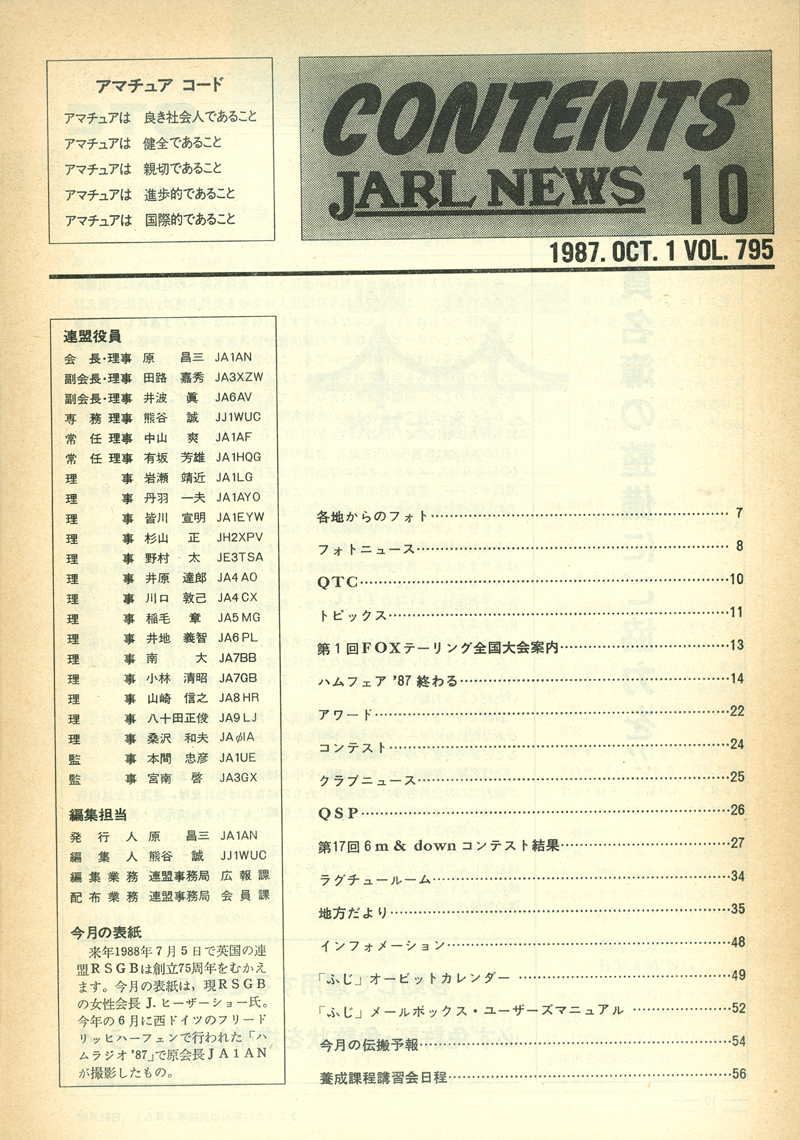 アマチュア コード
アマチュアは 良き社会人であること
アマチュアは 健全であること
アマチュアは 親切であること
アマチュアは 進歩的であること
アマチュアは 国際的であること
CONTENTS
JARL NEWS 10
1987. OCT. 1 VOL. 795
連盟役員
会長・理事 原 昌三 JA1AN
副会長・理事 田路 嘉秀 JA3XZW
副会長・理事 井波 眞 JA6AV
専務理事 熊谷 誠 JJ1WUC
常任理事 中山 爽 JA1AF
常任理事 有坂 芳雄 JA1HQG
理事 岩瀬 靖近 JA1LG
理事 丹羽 一夫 JA1AYO
理事 皆川 宣明 JA1EYW
理事 杉山 正 JH2XPV
理事 野村 太 JE3TSA
理事 井原 達郎 JA4AO
理事 川口 敦己 JA4CX
理事 稲毛 章 JA5MG
理事 井地 義智 JA6PL
理事 南 大 JA7BB
理事 小林 清昭 JA7GB
理事 山崎 信之 JA8HR
理事 八十田正俊 JA9LJ
理事 桑沢 和夫 JAφIA
監事 本間 忠彦 JA1UE
監事 宮南 啓 JA3GX
編集担当
発行人 原 昌三 JA1AN
編集人 熊谷 誠 JJ1WUC
編集業務 連盟事務局 広報課
配布業務 連盟事務局 会員課
今月の表紙
来年1988年7月5日で英国の連
盟RSGBは創立75周年をむかえ
ます。今月の表紙は，現RSGB
の女性会長J.ヒーザーショー氏。
今年の6月に西ドイツのフリード
リッヒハーフェンで行われた「ハ
ムラジオ'87」で原会長JA1AN
が撮影したもの。
各地からのフォト……7
フォトニュース……8
QTC……10
トピックス……11
第1回FOXテーリング全国大会案内……13
ハムフェア'87終わる……14
アワード……22
コンテスト……24
クラブニュース……25
QSP……26
第17回6m & downコンテスト結果……27
ラグチュールーム……34
地方だより……35
インフォメーション……48
「ふじ」オービットカレンダー……49
「ふじ」メールボックス・ユーザーズマニュアル……52
今月の伝搬予報……54
養成課程講習会日程……56